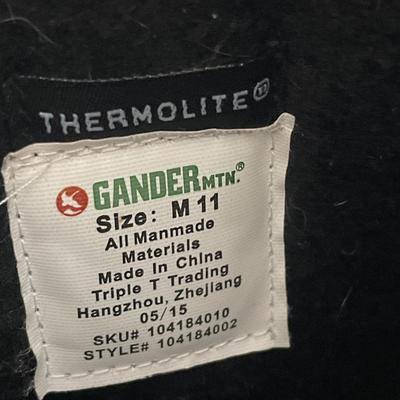 THERMOLITE®
GANDER MTN.®
Size: M 11
All Manmade
Materials
Made In China
Triple T Trading
Hangzhou, Zhejiang
05/15
SKU# 104184010
STYLE# 104184002